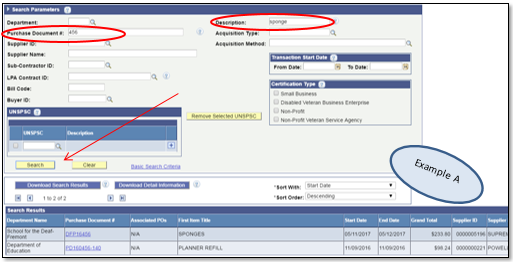 Search Parameters
Department:
Description: sponge
Purchase Document #: 456
Acquisition Type:
Supplier ID:
Acquisition Method:
Supplier Name:
Sub-Contractor ID:
Transaction Start Date
From Date: To Date:
LPA Contract ID:
Bill Code:
Buyer ID:
Certification Type
Small Business
Disabled Veteran Business Enterprise
Non-Profit
Non-Profit Veteran Service Agency
UNSPSC
Remove Selected UNSPSC
UNSPSC Description
Search Clear Basic Search Criteria
Example A
Download Search Results Download Detail Information
*Sort With: Start Date
1 to 2 of 2
*Sort Order: Descending
Search Results
Department Name Purchase Document # Associated POs First Item Title Start Date End Date Grand Total Supplier ID Supplier
School for the Deaf-Fremont DFP16456 N/A SPONGES 05/11/2017 05/12/2017 $233.80 0000005196 SUPREM
Department of Education PD160456-140 N/A PLANNER REFILL 11/09/2016 11/09/2016 $98.24 0000000221 POWELL